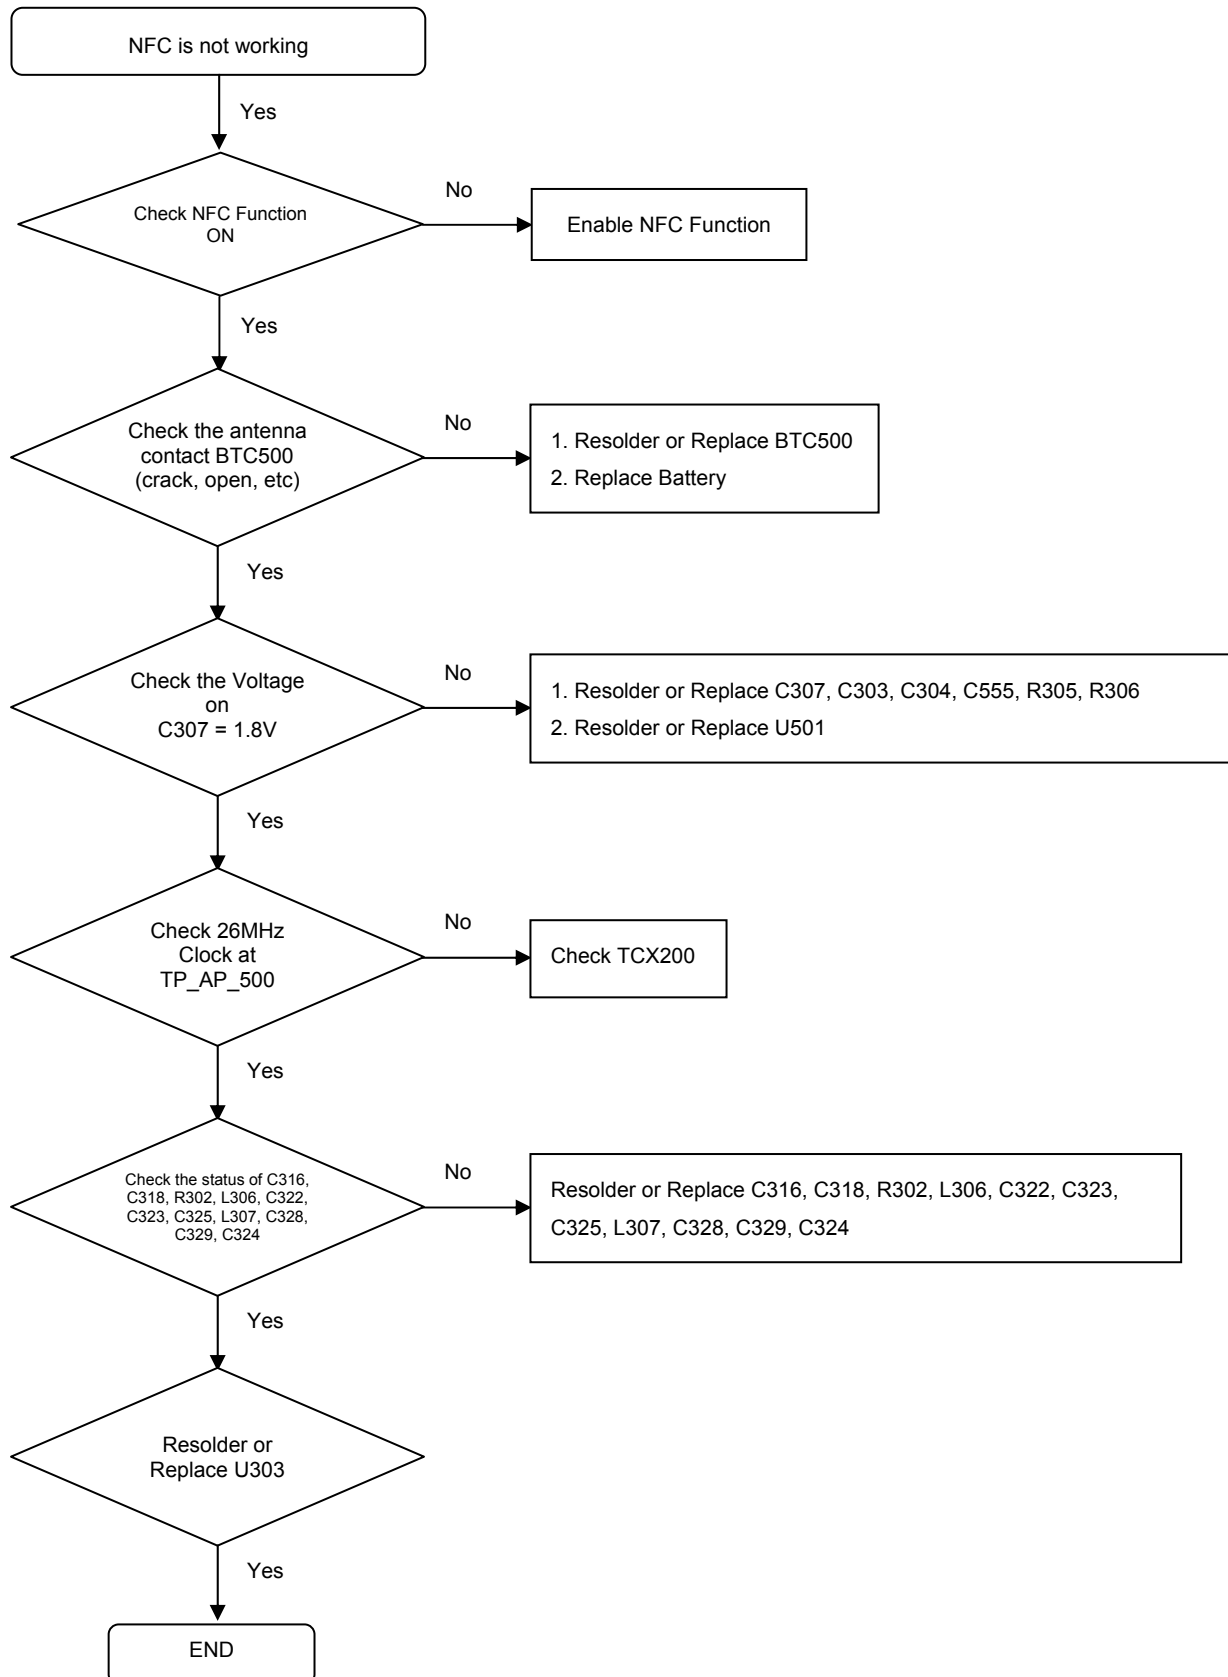 NFC is not working
Yes
Check NFC Function
ON
No
Enable NFC Function
Yes
Check the antenna
contact BTC500
(crack, open, etc)
No
1. Resolder or Replace BTC500
2. Replace Battery
Yes
Check the Voltage
on
C307 = 1.8V
No
1. Resolder or Replace C307, C303, C304, C555, R305, R306
2. Resolder or Replace U501
Yes
Check 26MHz
Clock at
TP_AP_500
No
Check TCX200
Yes
Check the status of C316,
C318, R302, L306, C322,
C323, C325, L307, C328,
C329, C324
No
Resolder or Replace C316, C318, R302, L306, C322, C323,
C325, L307, C328, C329, C324
Yes
Resolder or
Replace U303
Yes
END